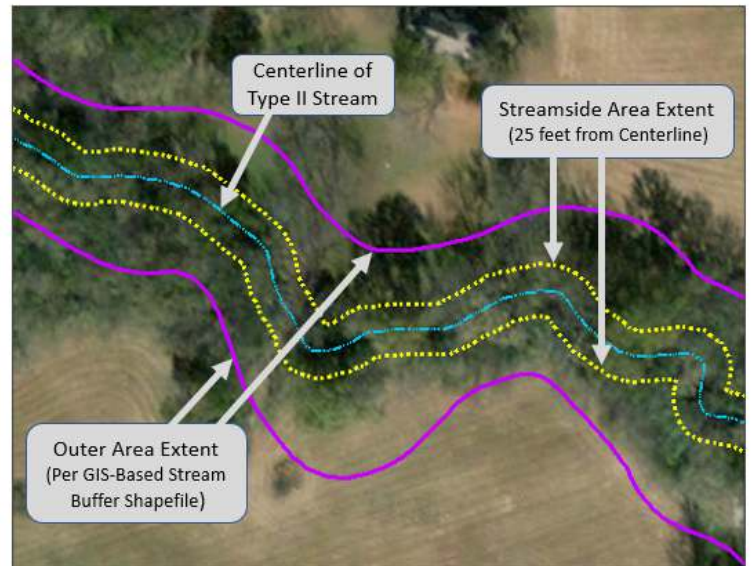 Centerline of
Type II Stream
Streamside Area Extent
(25 feet from Centerline)
Outer Area Extent
(Per GIS-Based Stream
Buffer Shapefile)